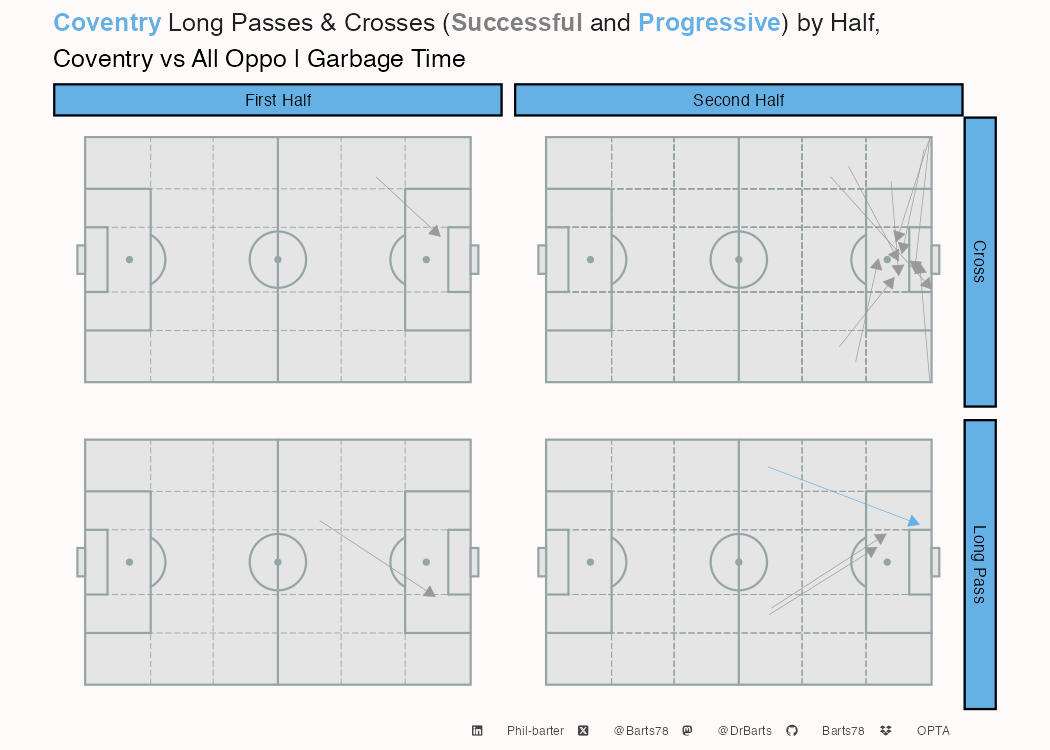 Coventry Long Passes & Crosses (Successful and Progressive) by Half,
Coventry vs All Oppo | Garbage Time
First Half
Second Half
Cross
Long Pass
Phil-barter @Barts78 @DrBarts Barts78 OPTA